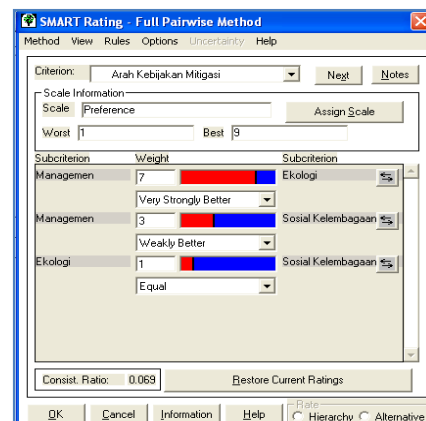 SMART Rating - Full Pairwise Method
Method View Rules Options Uncertainty Help
Criterion: Arah Kebijakan Mitigasi Next Notes
Scale Information
Scale Preference Assign Scale
Worst 1 Best 9
Subcriterion Weight Subcriterion
Managemen 7 Ekologi
Very Strongly Better
Managemen 3 Sosial Kelembagaan
Weakly Better
Ekologi 1 Sosial Kelembagaan
Equal
Consist. Ratio: 0.069 Restore Current Ratings
Rate
OK Cancel Information Help Hierarchy Alternative